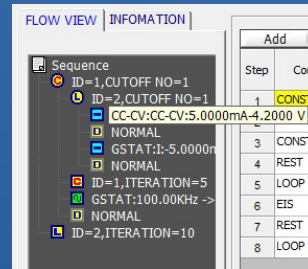 FLOW VIEW INFOMATION
Add
Sequence
ID=1,CUTOFF NO=1
ID=2,CUTOFF NO=1
CC-CV:CC-CV:5.0000mA-4.2000 V
NORMAL
GSTAT:I:-5.0000m
NORMAL
ID=1,ITERATION=5
GSTAT:100.00KHz ->
NORMAL
ID=2,ITERATION=10
Step Co
1 CONST
3 CONST
4 REST
5 LOOP
6 EIS
7 REST
8 LOOP